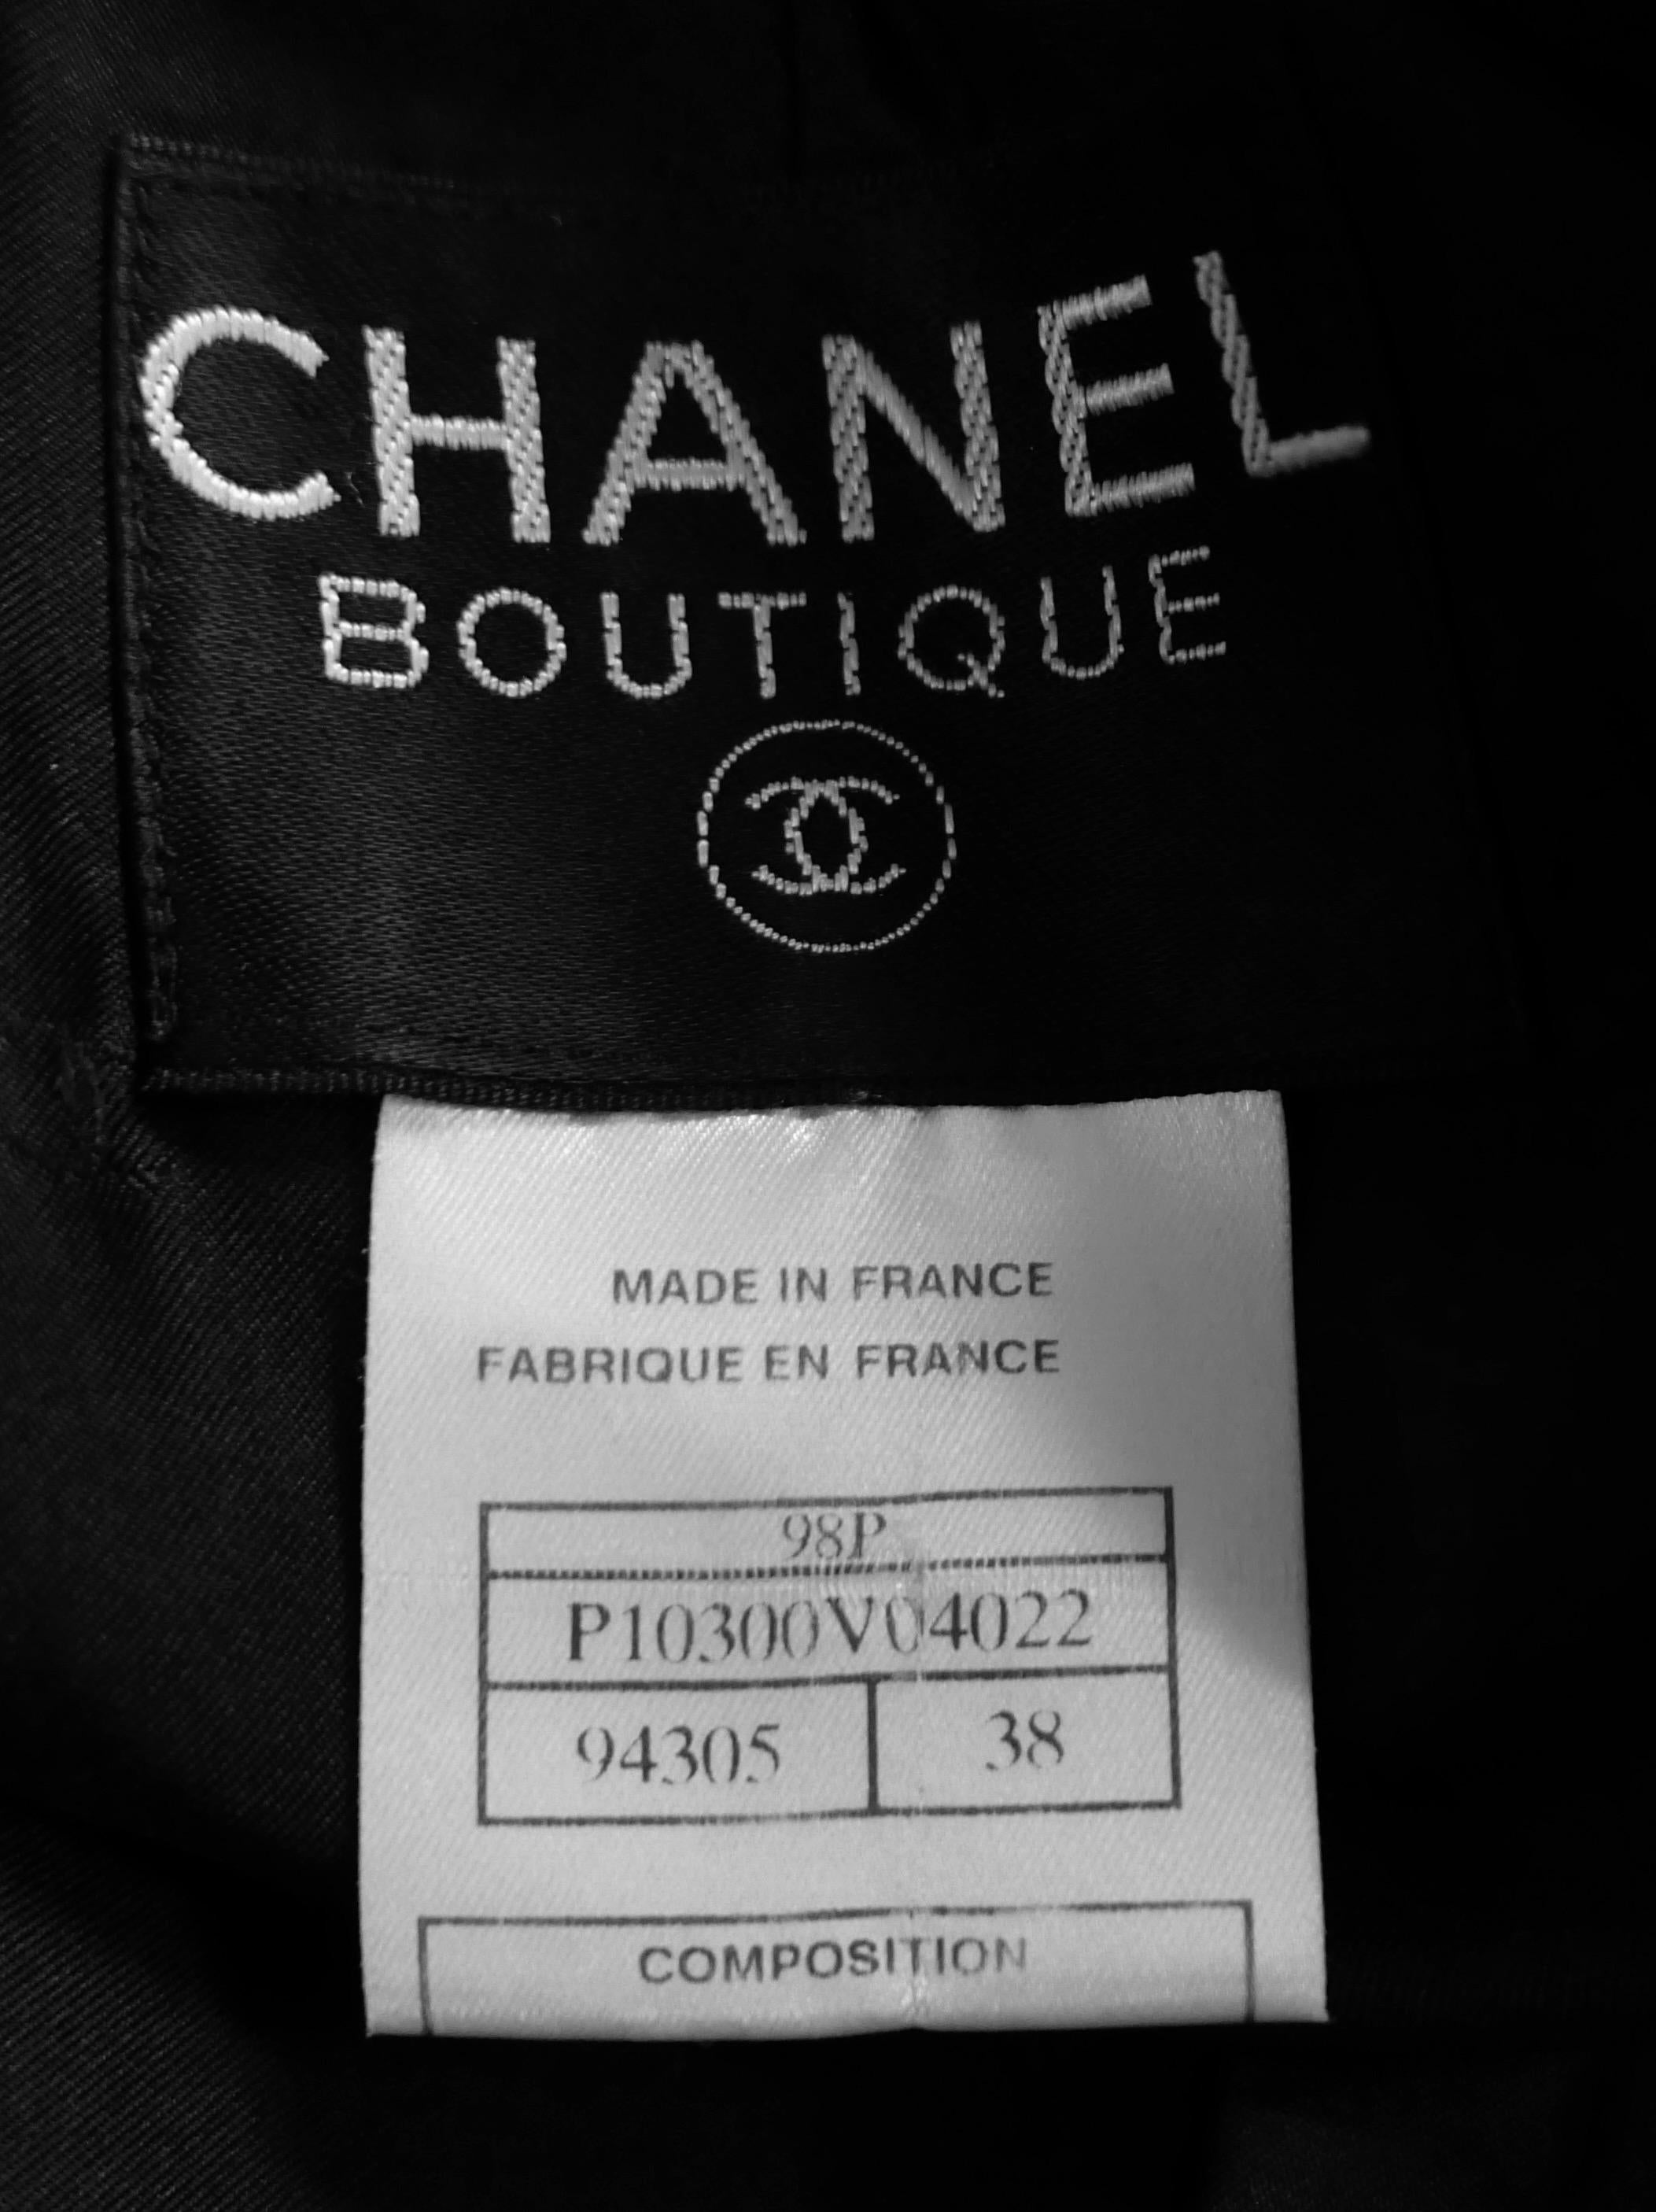 CHANEL
BOUTIQUE
MADE IN FRANCE
FABRIQUE EN FRANCE
98P
P10300V04022
94305 38
COMPOSITION